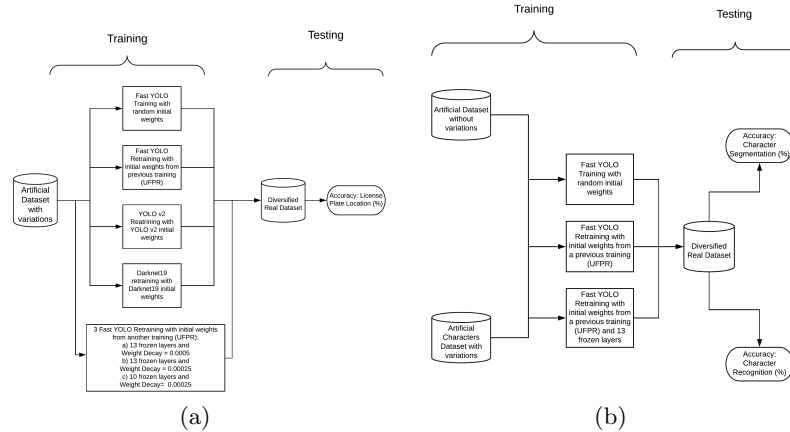 Training
Testing
Artificial
Dataset
with
variations
Fast YOLO
Training with
random initial
weights
Fast YOLO
Retraining with
initial weights from
previous training
(UFPR)
YOLO v2
Reatrining with
YOLO v2 initial
weights
Darknet19
retraining with
Darknet19 initial
weights
3 Fast YOLO Retraining with initial weights
from another training (UFPR):
a) 13 frozen layers and
Weight Decay = 0.0005
b) 13 frozen layers and
Weight Decay = 0.00025
c) 10 frozen layers and
Weight Decay= 0.00025
Diversified
Real Dataset
Accuracy: License
Plate Location (%)
(a)
Training
Testing
Artificial Dataset
without
variations
Artificial
Characters
Dataset with
variations
Fast YOLO
Training with
random initial
weights
Fast YOLO
Retraining with
initial weights from
a previous training
(UFPR)
Fast YOLO
Retraining with
initial weights from
a previous training
(UFPR) and 13
frozen layers
Diversified
Real Dataset
Accuracy:
Character
Segmentation (%)
Accuracy:
Character
Recognition (%)
(b)